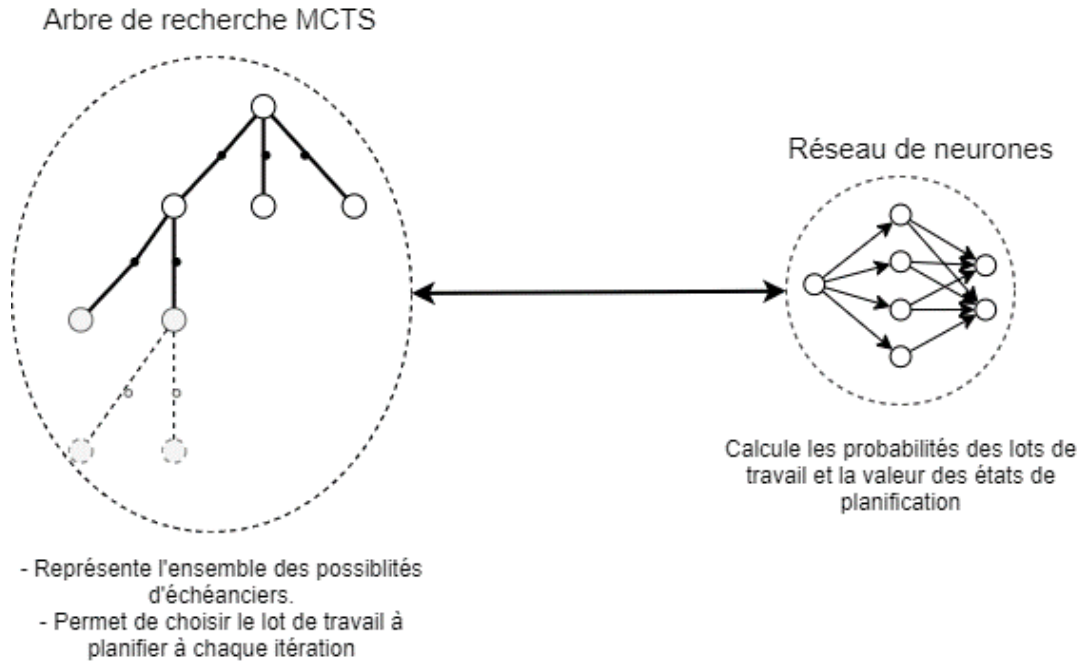 Arbre de recherche MCTS
Réseau de neurones
Calcule les probabilités des lots de
travail et la valeur des états de
planification
- Représente l'ensemble des possiblités
d'échéanciers.
- Permet de choisir le lot de travail à
planifier à chaque itération